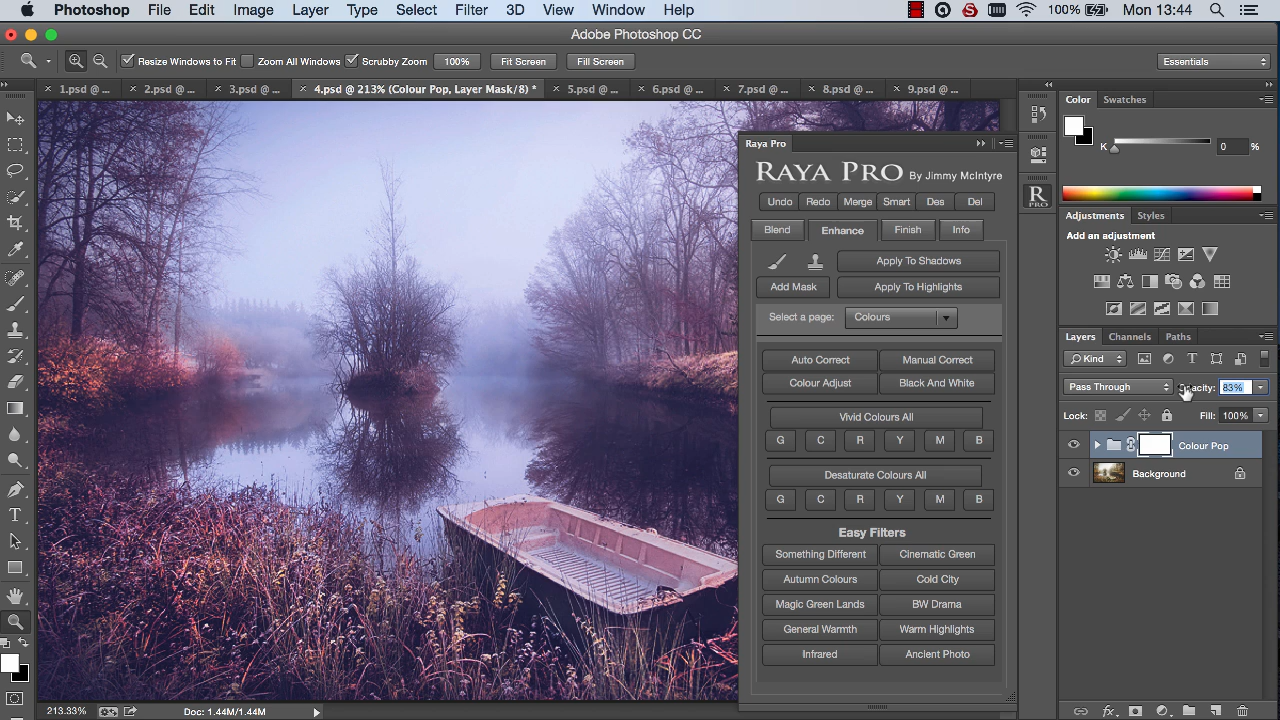 Photoshop File Edit Image Layer Type Select Filter 3D View Window Help 100% Mon 13:44
Adobe Photoshop CC
Resize Windows to Fit Zoom All Windows Scrubby Zoom 100% Fit Screen Fill Screen Essentials
1.psd @ ... 2.psd @ ... 3.psd @ ... 4.psd @ 213% (Colour Pop, Layer Mask/8) * 5.psd @ ... 6.psd @ ... 7.psd @ ... 8.psd @ ... 9.psd @ ...
Color Swatches
K 0 %
Raya Pro
RAYA PRO By Jimmy McIntyre
Undo Redo Merge Smart Des Del
Blend Enhance Finish Info
Apply To Shadows
Add Mask Apply To Highlights
Select a page: Colours
Auto Correct Manual Correct
Colour Adjust Black And White
Vivid Colours All
G C R Y M B
Desaturate Colours All
G C R Y M B
Easy Filters
Something Different Cinematic Green
Autumn Colours Cold City
Magic Green Lands BW Drama
General Warmth Warm Highlights
Infrared Ancient Photo
R PRO
Adjustments Styles
Add an adjustment
Layers Channels Paths
Kind
Pass Through pacity: 83%
Lock: Fill: 100%
Colour Pop
Background
fx
213.33% Doc: 1.44M/1.44M